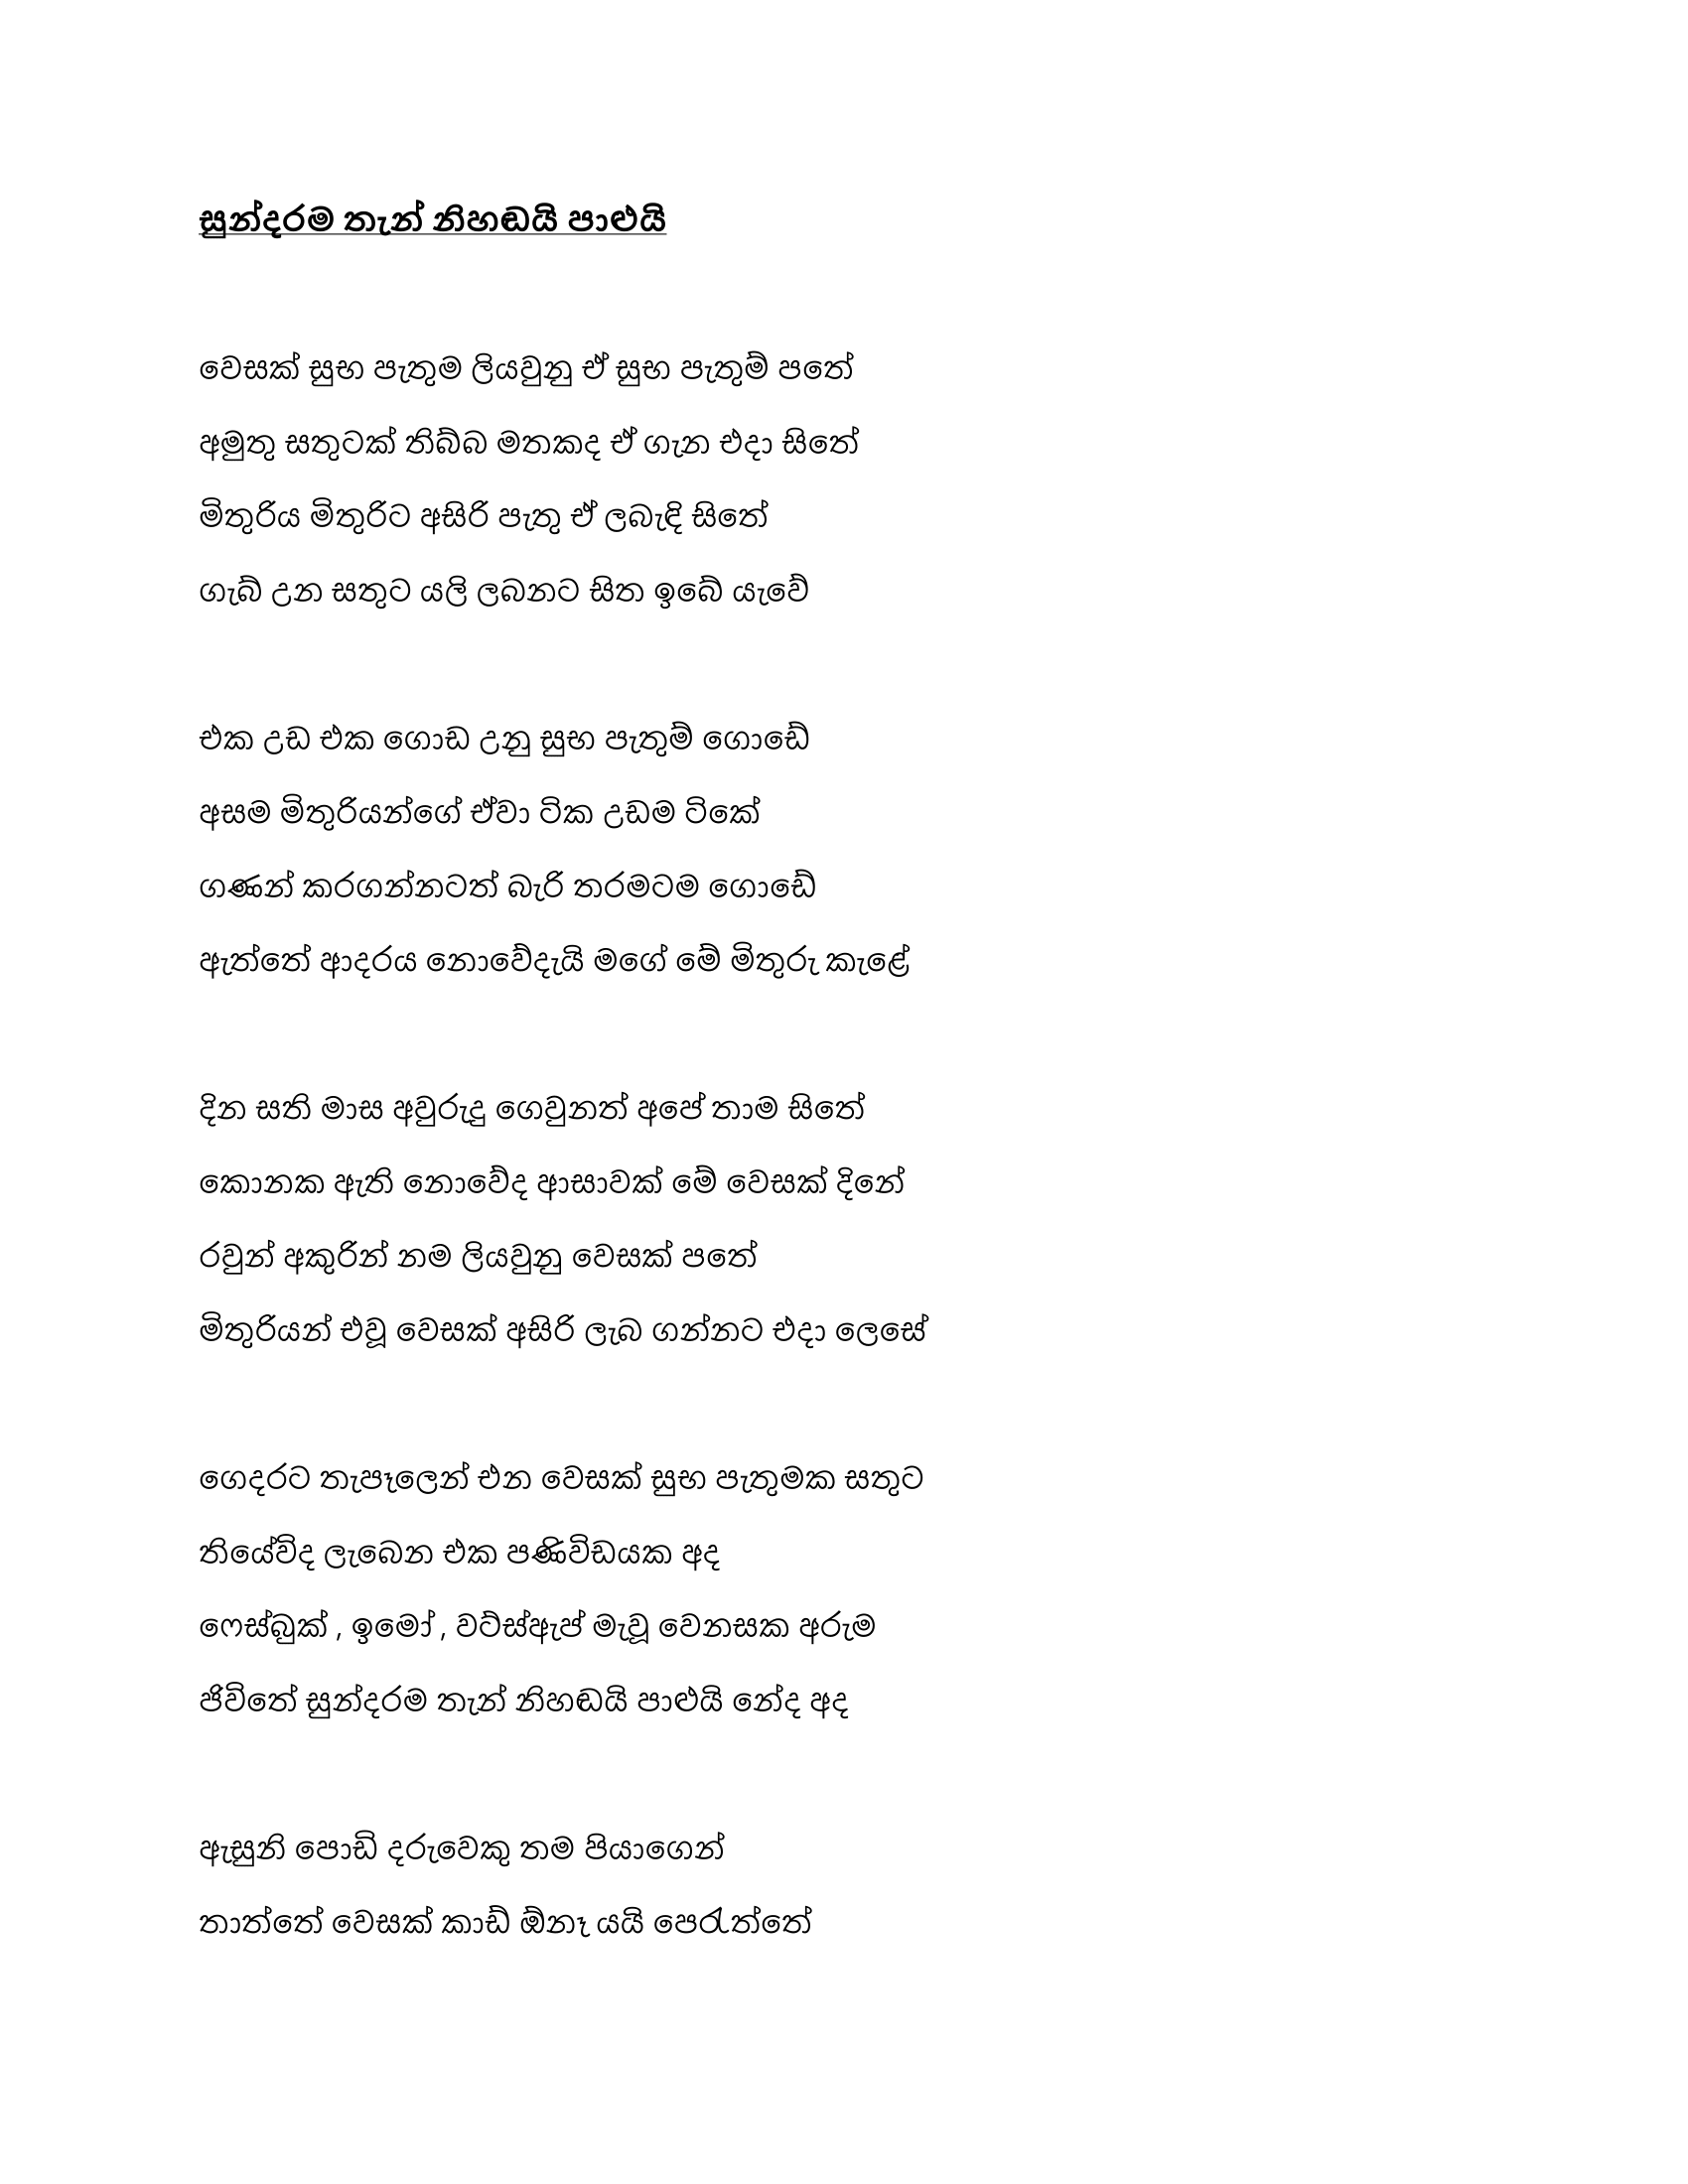 සුන්දරම තැන් නිහඬයි පාළුයි
වෙසක් සුභ පැතුම ලියවුනු ඒ සුභ පැතුම් පතේ
අමුතු සතුටක් තිබ්බ මතකද ඒ ගැන එදා සිතේ
මිතුරිය මිතුරිට අසිරි පැතු ඒ ලබැඳි සිතේ
ගැබ් උන සතුට යලි ලබනට සිත ඉබේ යැවේ
එක උඩ එක ගොඩ උනු සුභ පැතුම් ගොඩේ
අසම මිතුරියන්ගේ ඒවා ටික උඩම ටිකේ
ගණන් කරගන්නටත් බැරි තරමටම ගොඩේ
ඇත්තේ ආදරය නොවේදැයි මගේ මේ මිතුරු කැළේ
දින සති මාස අවුරුදු ගෙවුනත් අපේ තාම සිතේ
කොනක ඇති නොවේද ආසාවක් මේ වෙසක් දිනේ
රවුන් අකුරින් නම ලියවුනු වෙසක් පතේ
මිතුරියන් එවූ වෙසක් අසිරි ලැබ ගන්නට එදා ලෙසේ
ගෙදරට තැපෑලෙන් එන වෙසක් සුභ පැතුමක සතුට
තියේවිද ලැබෙන එක පණිවිඩයක අද
ෆෙස්බුක් , ඉමෝ , වට්ස්ඇප් මැවූ වෙනසක අරුම
ජිවිතේ සුන්දරම තැන් නිහඬයි පාළුයි නේද අද
ඇසුනි පොඩි දරුවෙකු තම පියාගෙන්
තාත්තේ වෙසක් කාඩ් ඕනෑ යයි පෙරැත්තේ